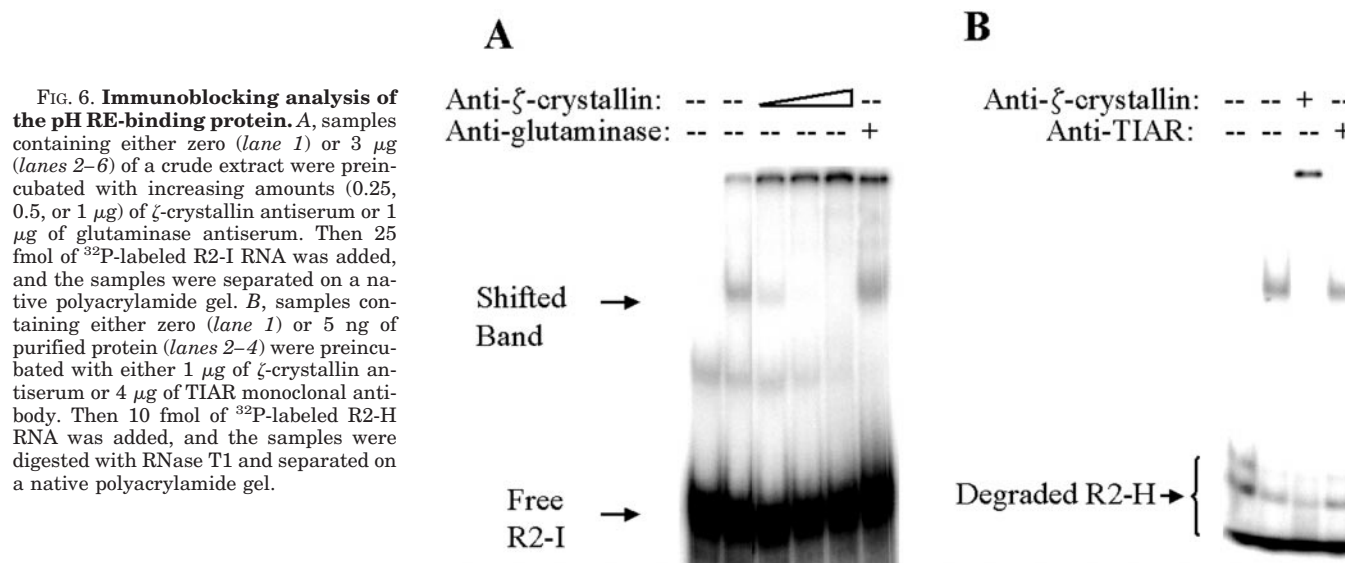 FIG. 6. Immunoblocking analysis of
the pH RE-binding protein. A, samples
containing either zero (lane 1) or 3 μg
(lanes 2–6) of a crude extract were prein-
cubated with increasing amounts (0.25,
0.5, or 1 μg) of ζ-crystallin antiserum or 1
μg of glutaminase antiserum. Then 25
fmol of ³²P-labeled R2-I RNA was added,
and the samples were separated on a na-
tive polyacrylamide gel. B, samples con-
taining either zero (lane 1) or 5 ng of
purified protein (lanes 2–4) were preincu-
bated with either 1 μg of ζ-crystallin an-
tiserum or 4 μg of TIAR monoclonal anti-
body. Then 10 fmol of ³²P-labeled R2-H
RNA was added, and the samples were
digested with RNase T1 and separated on
a native polyacrylamide gel.
A
Anti-ζ-crystallin: -- -- --
Anti-glutaminase: -- -- -- -- -- +
Shifted
Band
Free
R2-I
B
Anti-ζ-crystallin: -- -- + --
Anti-TIAR: -- -- -- +
Degraded R2-H